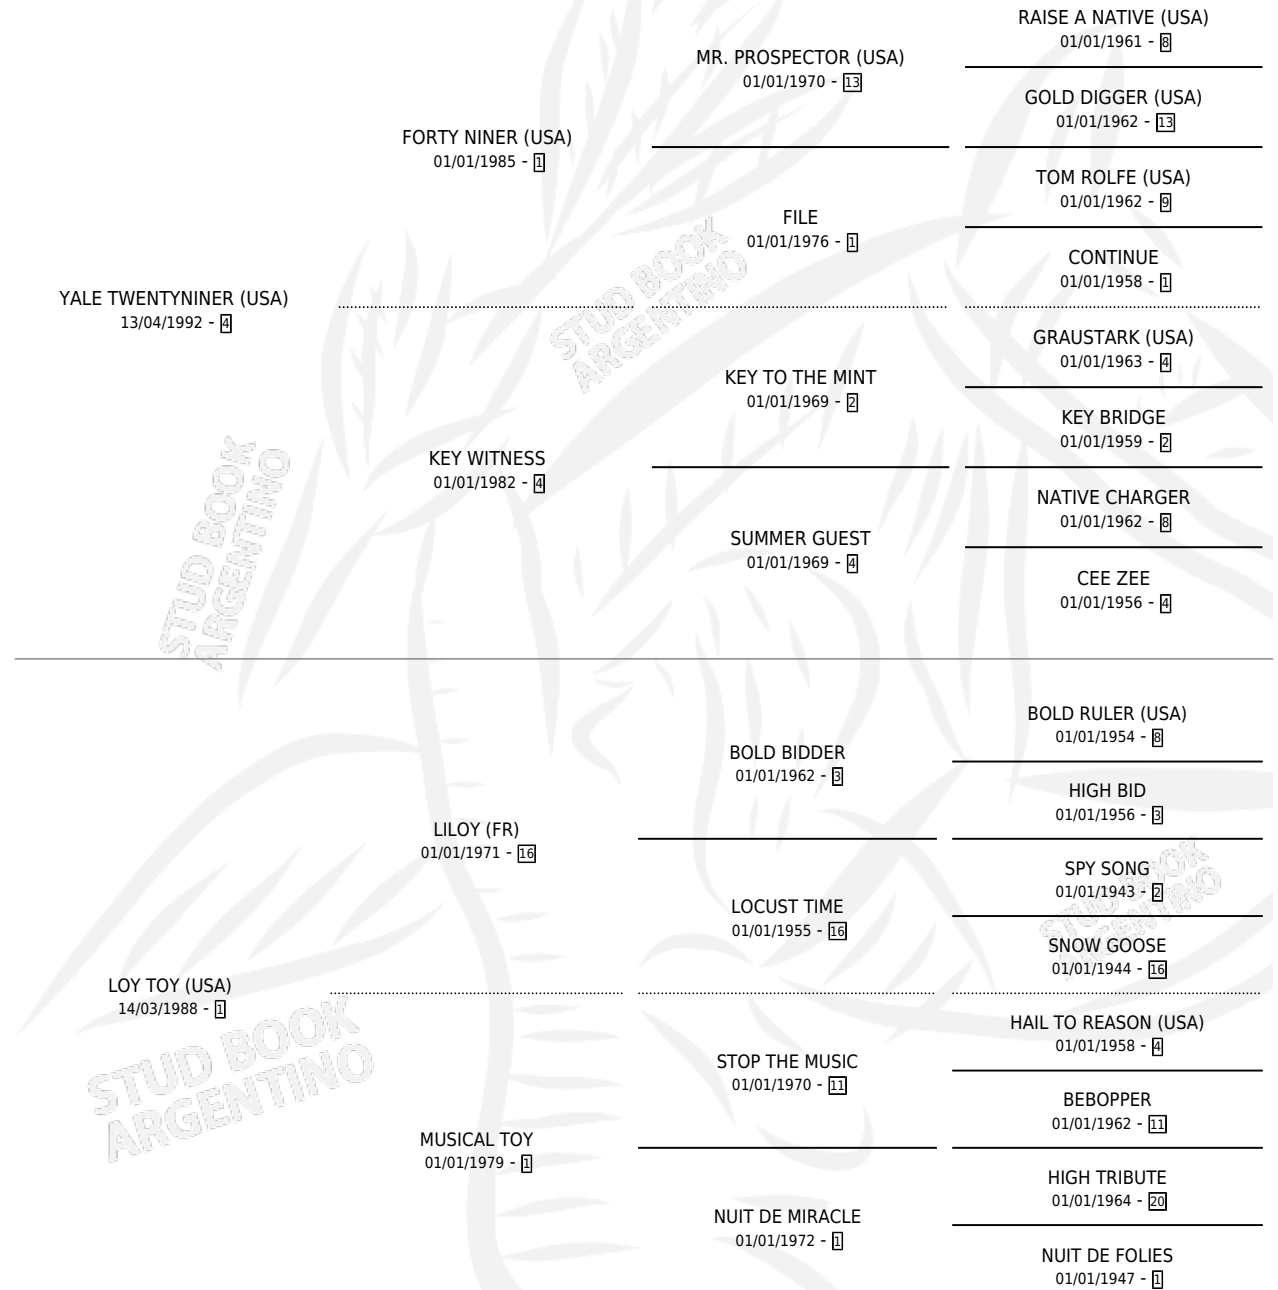 RAISE A NATIVE (USA)
01/01/1961 - 8
MR. PROSPECTOR (USA)
01/01/1970 - 13
GOLD DIGGER (USA)
01/01/1962 - 13
FORTY NINER (USA)
01/01/1985 - 1
TOM ROLFE (USA)
01/01/1962 - 9
FILE
01/01/1976 - 1
CONTINUE
01/01/1958 - 1
YALE TWENTYNINER (USA)
13/04/1992 - 4
GRAUSTARK (USA)
01/01/1963 - 4
KEY TO THE MINT
01/01/1969 - 2
KEY BRIDGE
01/01/1959 - 2
KEY WITNESS
01/01/1982 - 4
NATIVE CHARGER
01/01/1962 - 8
SUMMER GUEST
01/01/1969 - 4
CEE ZEE
01/01/1956 - 4
BOLD RULER (USA)
01/01/1954 - 8
BOLD BIDDER
01/01/1962 - 3
HIGH BID
01/01/1956 - 3
LILOY (FR)
01/01/1971 - 16
SPY SONG
01/01/1943 - 2
LOCUST TIME
01/01/1955 - 16
SNOW GOOSE
01/01/1944 - 16
LOY TOY (USA)
14/03/1988 - 1
HAIL TO REASON (USA)
01/01/1958 - 4
STOP THE MUSIC
01/01/1970 - 11
BEBOPPER
01/01/1962 - 11
MUSICAL TOY
01/01/1979 - 1
HIGH TRIBUTE
01/01/1964 - 20
NUIT DE MIRACLE
01/01/1972 - 1
NUIT DE FOLIES
01/01/1947 - 1
STUD BOOK
ARGENTINO
STUD BOOK
ARGENTINO
STUD BOOK
ARGENTINO
STUD BOOK
ARGENTINO